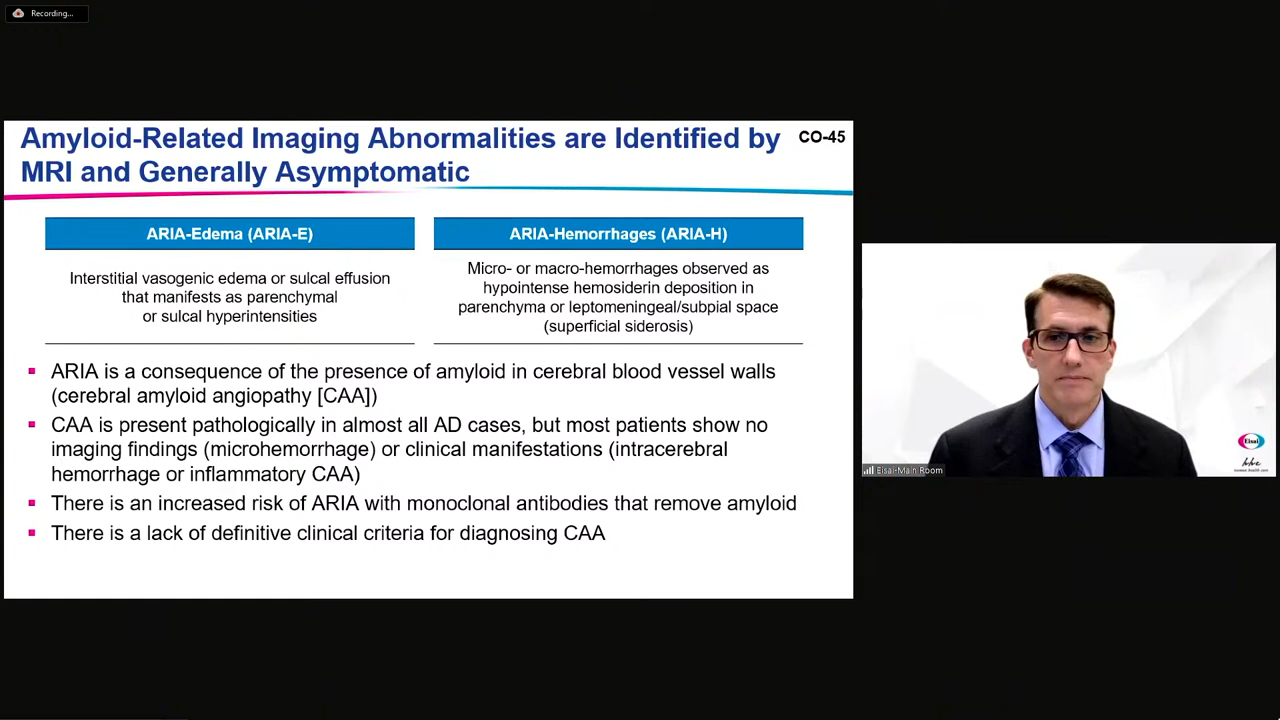 Recording...
Amyloid-Related Imaging Abnormalities are Identified by
MRI and Generally Asymptomatic
CO-45
ARIA-Edema (ARIA-E)
Interstitial vasogenic edema or sulcal effusion
that manifests as parenchymal
or sulcal hyperintensities
ARIA-Hemorrhages (ARIA-H)
Micro- or macro-hemorrhages observed as
hypointense hemosiderin deposition in
parenchyma or leptomeningeal/subpial space
(superficial siderosis)
ARIA is a consequence of the presence of amyloid in cerebral blood vessel walls
(cerebral amyloid angiopathy [CAA])
CAA is present pathologically in almost all AD cases, but most patients show no
imaging findings (microhemorrhage) or clinical manifestations (intracerebral
hemorrhage or inflammatory CAA)
There is an increased risk of ARIA with monoclonal antibodies that remove amyloid
There is a lack of definitive clinical criteria for diagnosing CAA
Eisai
hhc
Eisai-Main Room